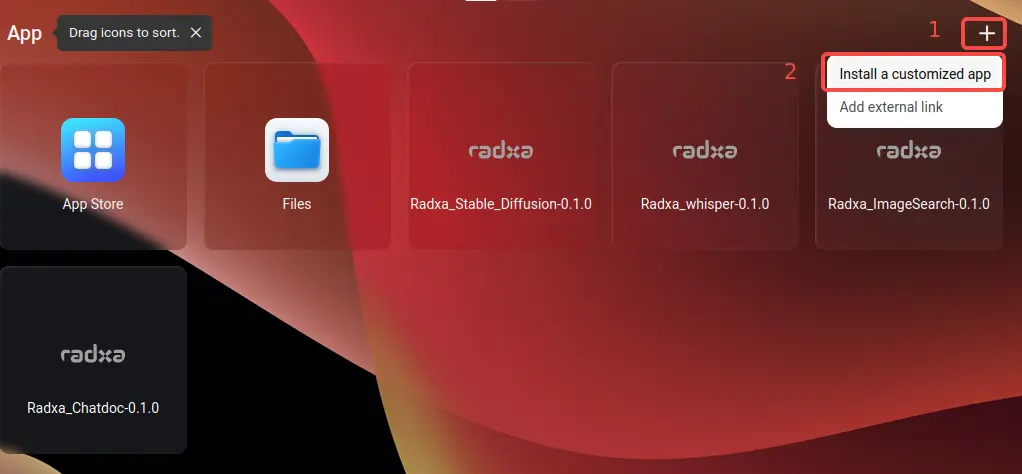 App
Drag icons to sort.
1
2
Install a customized app
Add external link
App Store
Files
radxa
Radxa_Stable_Diffusion-0.1.0
radxa
Radxa_whisper-0.1.0
radxa
Radxa_ImageSearch-0.1.0
radxa
Radxa_Chatdoc-0.1.0